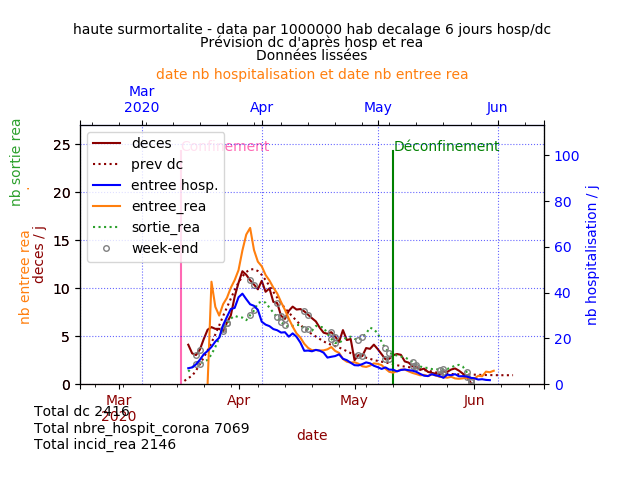 haute surmortalite - data par 1000000 hab decalage 6 jours hosp/dc
Prévision dc d'après hosp et rea
Données lissées
date nb hospitalisation et date nb entree rea
Mar
2020
Apr
May
Jun
nb sortie rea
nb entree rea
deces / j
25
20
15
10
5
0
deces
prev dc
entree hosp.
entree_rea
sortie_rea
week-end
Confinement
Déconfinement
100
80
60
40
20
0
nb hospitalisation / j
Mar
2020
Apr
May
Jun
date
Total dc 2416
Total nbre_hospit_corona 7069
Total incid_rea 2146